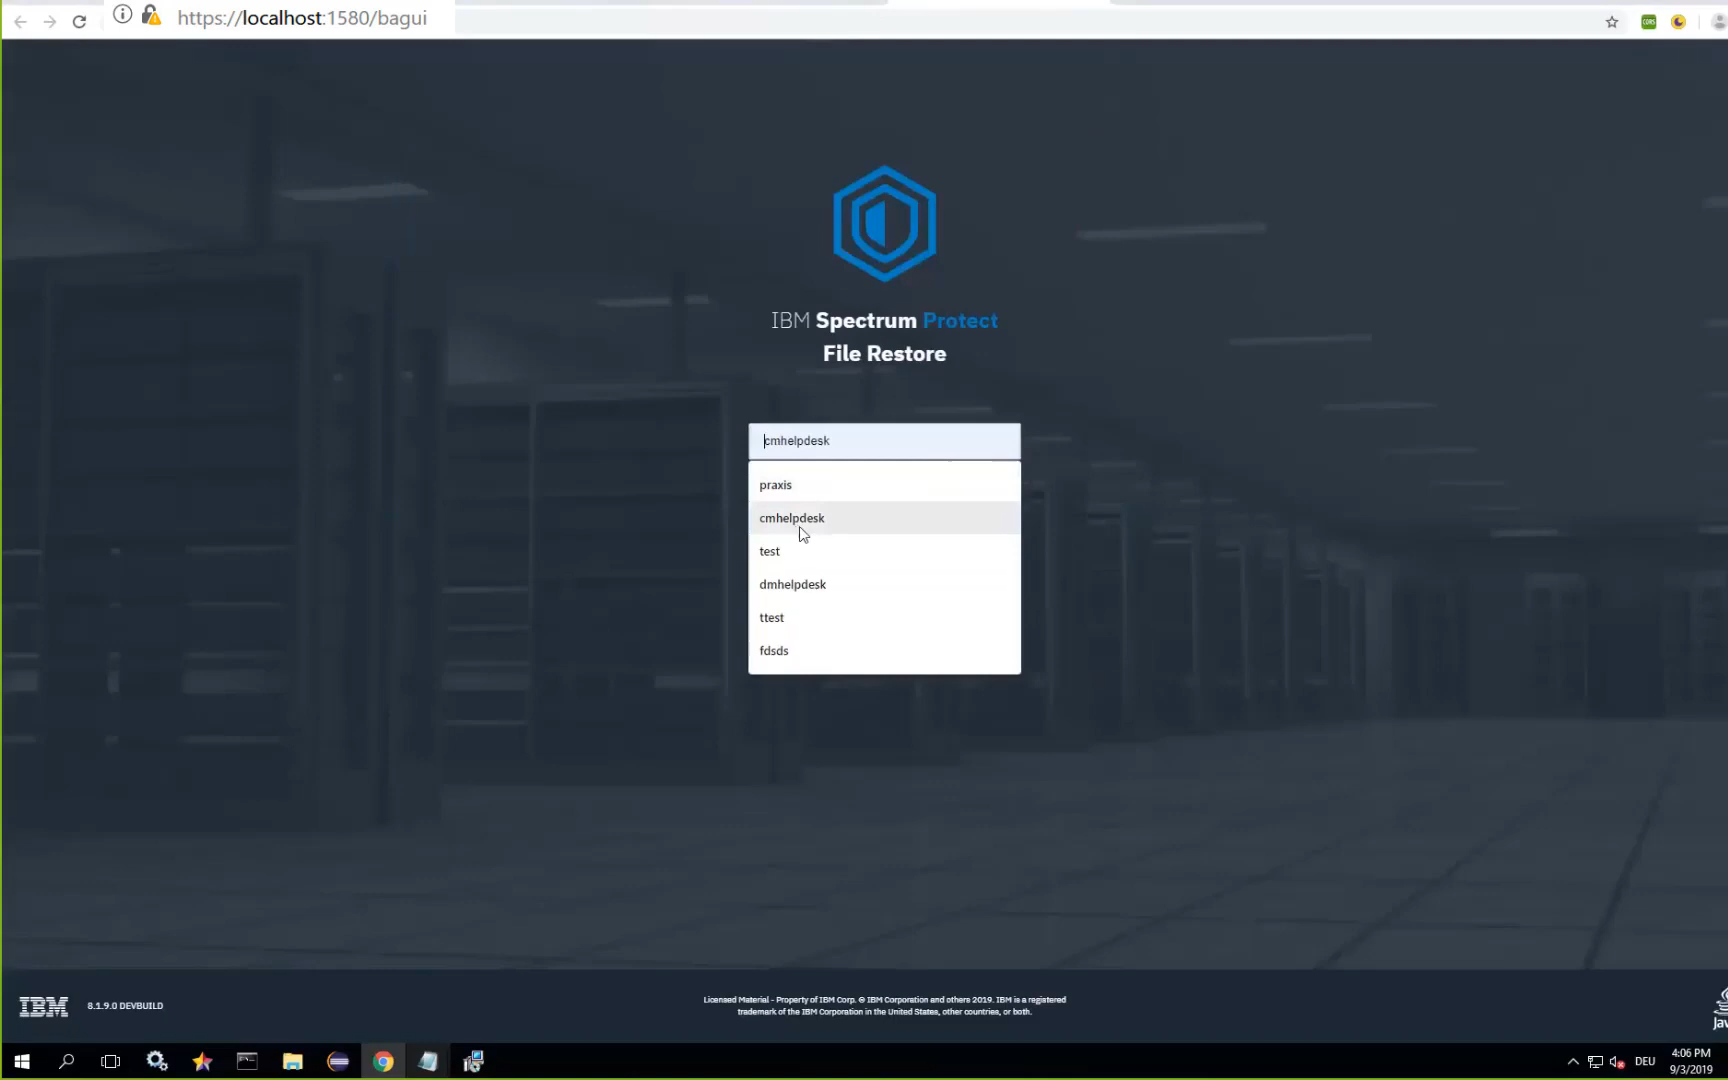 https://localhost:1580/bagui
CORS
IBM Spectrum Protect
File Restore
cmhelpdesk
praxis
cmhelpdesk
test
dmhelpdesk
ttest
fdsds
IBM
8.1.9.0 DEVBUILD
Licensed Material - Property of IBM Corp. © IBM Corporation and others 2019. IBM is a registered
trademark of the IBM Corporation in the United States, other countries, or both.
Jav
DEU
4:06 PM
9/3/2019